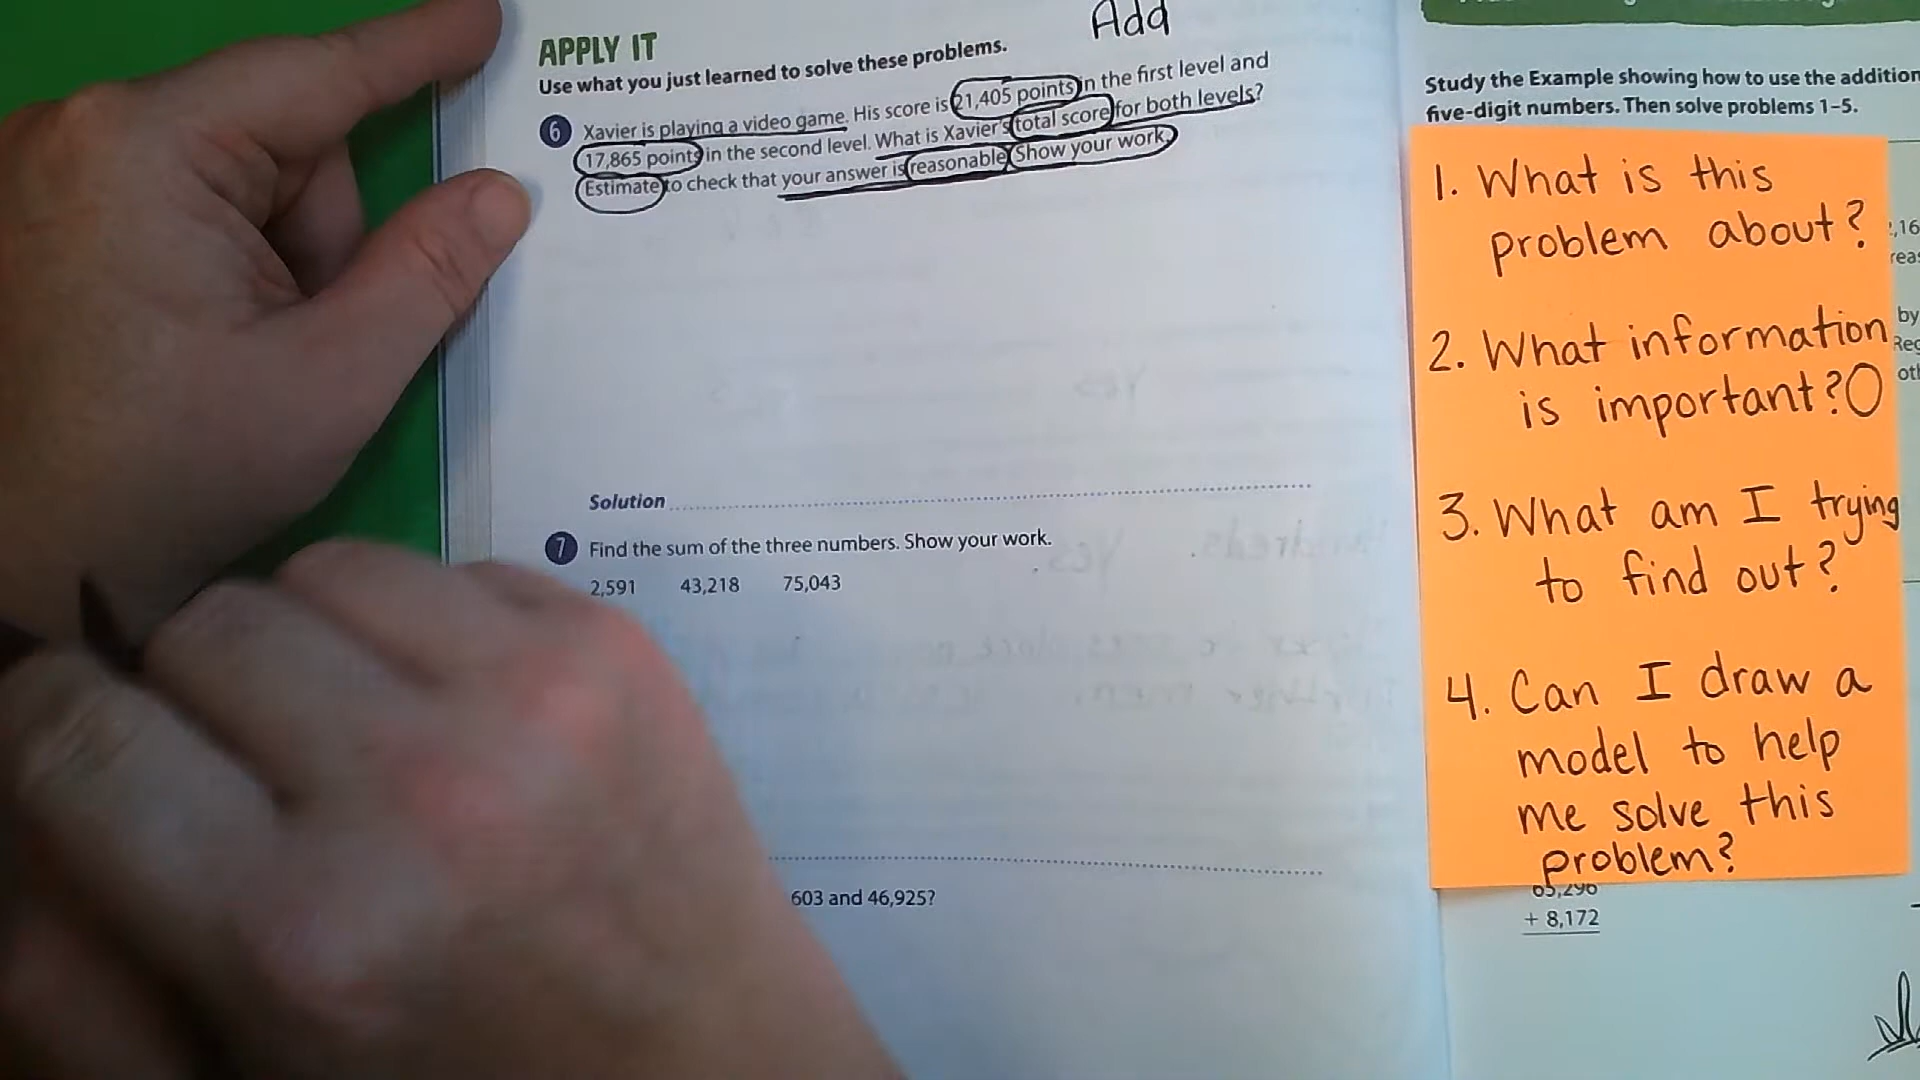 Add
APPLY IT
Use what you just learned to solve these problems.
6 Xavier is playing a video game. His score is 21,405 points in the first level and
17,865 points in the second level. What is Xavier's total score for both levels?
Estimate to check that your answer is reasonable. Show your work.
Solution
7 Find the sum of the three numbers. Show your work.
2,591 43,218 75,043
603 and 46,925?
Study the Example showing how to use the addition
five-digit numbers. Then solve problems 1–5.
1. What is this
problem about?
2. What information
is important?
3. What am I trying
to find out?
4. Can I draw a
model to help
me solve this
problem?
,16
by
65,296
+ 8,172